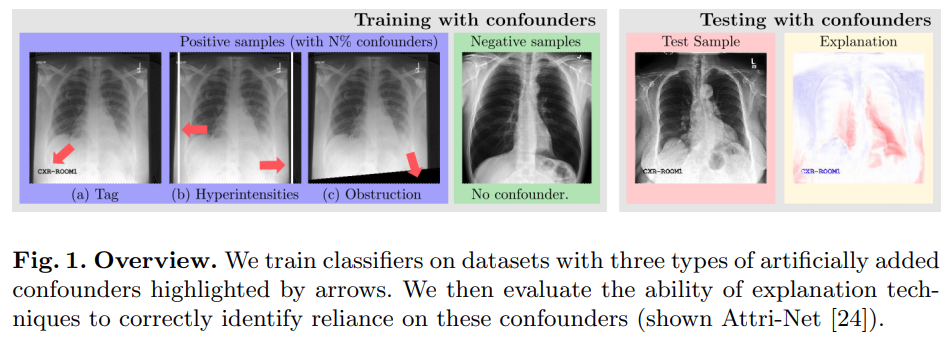 Training with confounders
Positive samples (with N% confounders)
CXR-ROOM1
(a) Tag
(b) Hyperintensities
(c) Obstruction
Negative samples
No confounder.
Testing with confounders
Test Sample
L
CXR-ROOM1
Explanation
CXR-ROOM1
Fig. 1. Overview. We train classifiers on datasets with three types of artificially added
confounders highlighted by arrows. We then evaluate the ability of explanation tech-
niques to correctly identify reliance on these confounders (shown Attri-Net [24]).